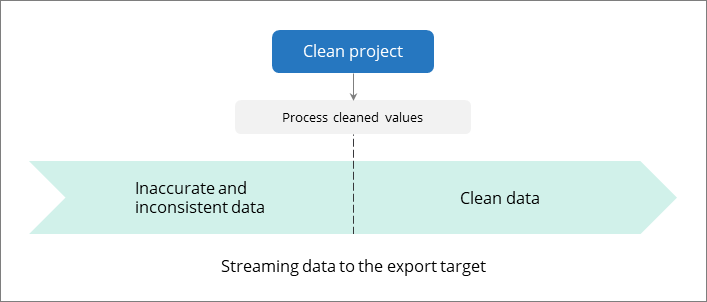 Clean project
Process cleaned values
Inaccurate and
inconsistent data
Clean data
Streaming data to the export target